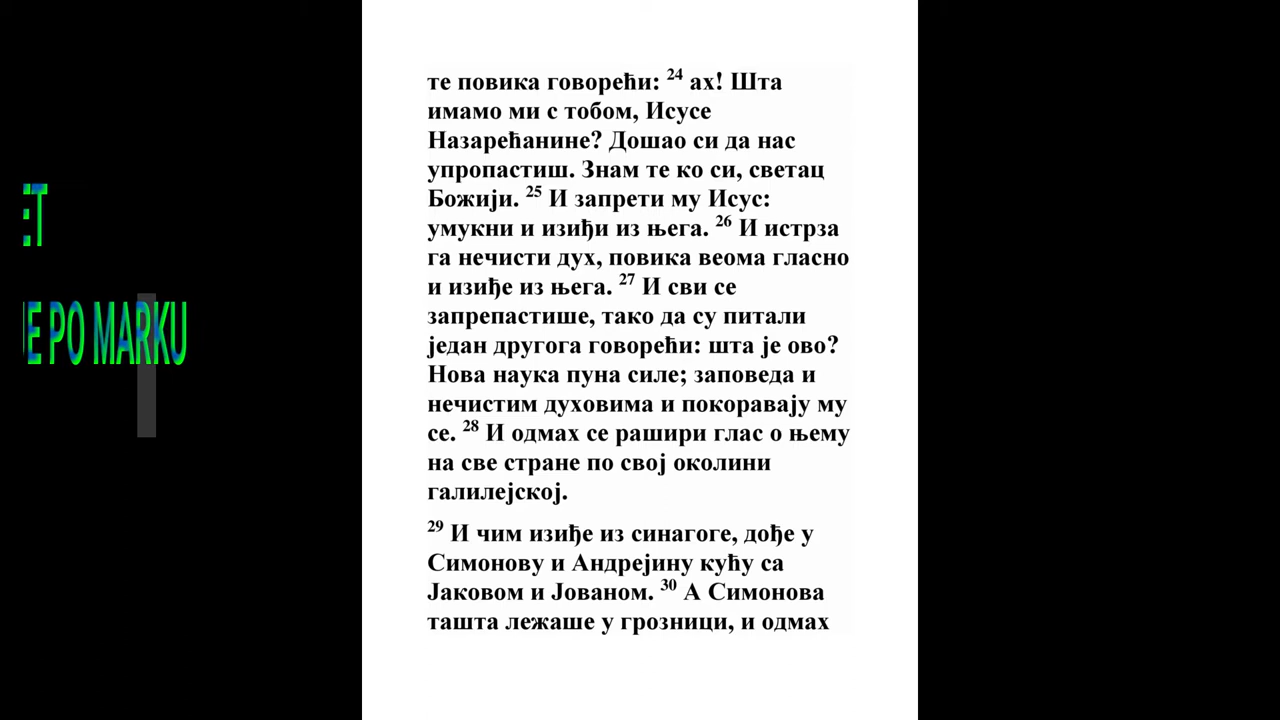 ET
JE PO MARKU
те повика говорећи: 24 ах! Шта
имамо ми с тобом, Исусе
Назарећанине? Дошао си да нас
упропастиш. Знам те ко си, светац
Божији. 25 И запрети му Исус:
умукни и изиђи из њега. 26 И истрза
га нечисти дух, повика веома гласно
и изиђе из њега. 27 И сви се
запрепастише, тако да су питали
један другога говорећи: шта је ово?
Нова наука пуна силе; заповеда и
нечистим духовима и покоравају му
се. 28 И одмах се рашири глас о њему
на све стране по свој околини
галилејској.
29 И чим изиђе из синагоге, дође у
Симонову и Андрејину кућу са
Јаковом и Јованом. 30 А Симонова
ташта лежаше у грозници, и одмах